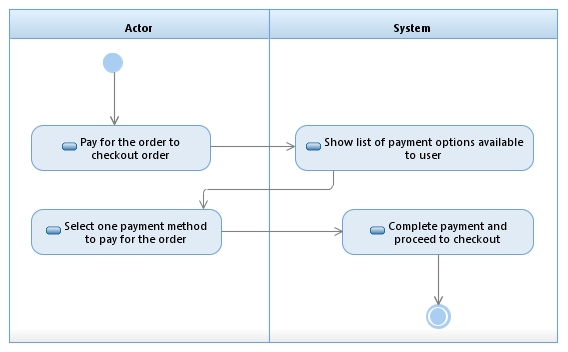 Actor
System
Pay for the order to
checkout order
Show list of payment options available
to user
Select one payment method
to pay for the order
Complete payment and
proceed to checkout